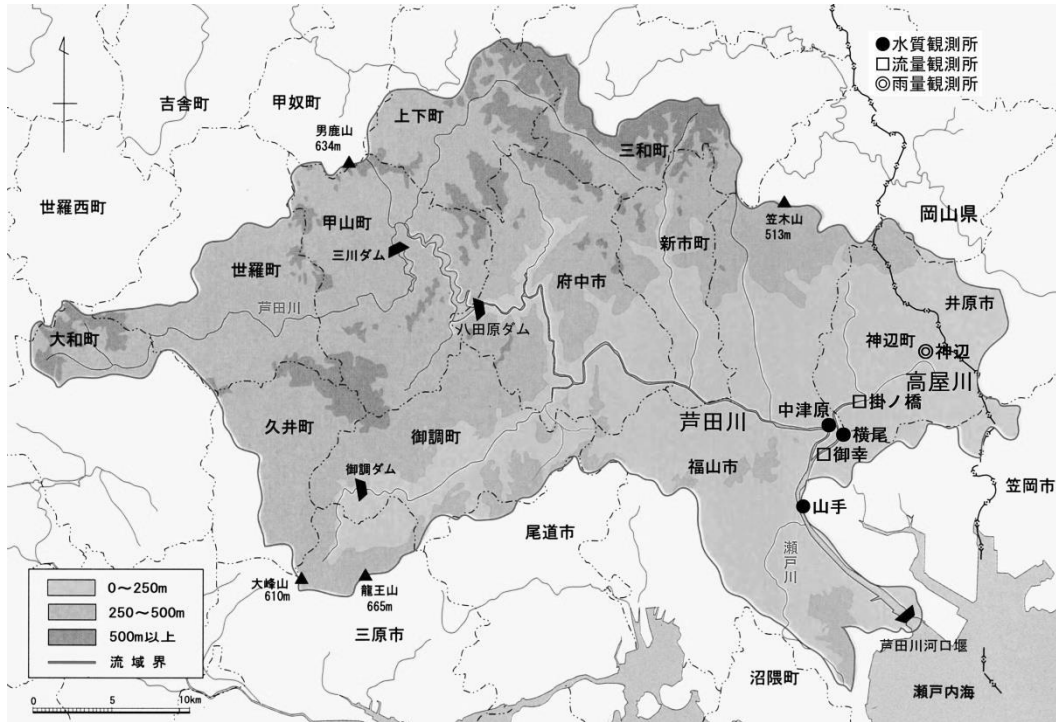 ●水質観測所
□流量観測所
◎雨量観測所
吉舎町
甲奴町
上下町
男鹿山
634m
三和町
世羅西町
笠木山
513m
岡山県
甲山町
新市町
三川ダム
世羅町
府中市
井原市
芦田川
八田原ダム
大和町
神辺町
神辺
高屋川
掛ノ橋
中津原
久井町
御調町
芦田川
横尾
福山市
御幸
御調ダム
笠岡市
山手
尾道市
瀬戸川
大峰山
610m
龍王山
665m
三原市
芦田川河口堰
沼隈町
瀬戸内海
0～250m
250～500m
500m以上
流域界
0 5 10km